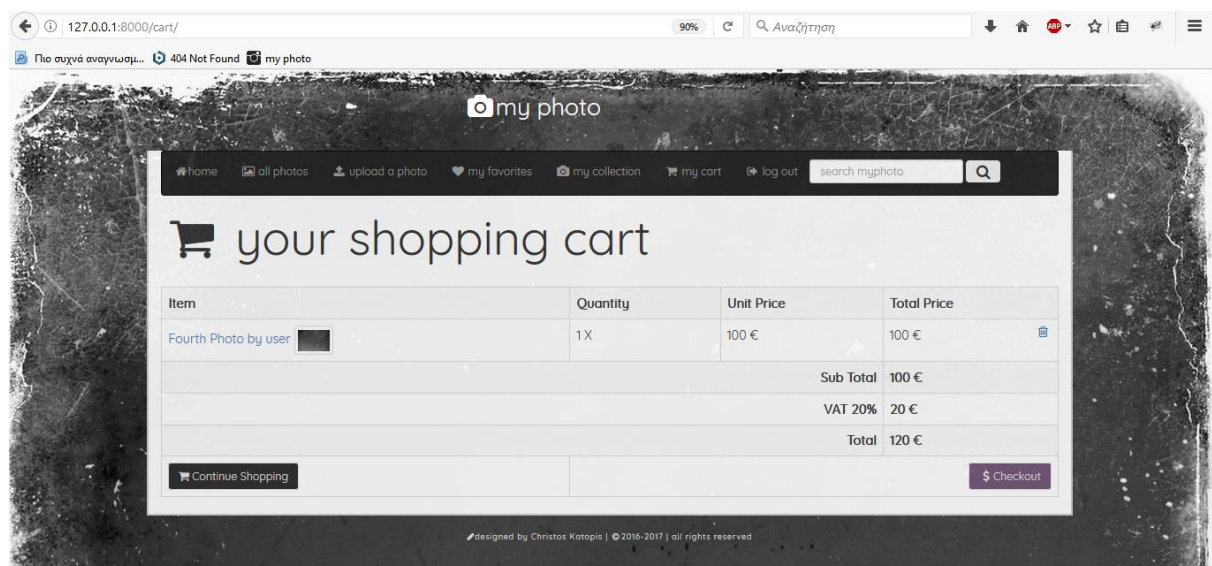 127.0.0.1:8000/cart/ 90% Αναζήτηση ABP
Πιο συχνά αναγνωσμ... 404 Not Found my photo
my photo
home all photos upload a photo my favorites my collection my cart log out search myphoto
your shopping cart
Item Quantity Unit Price Total Price
Fourth Photo by user 1 X 100 € 100 €
Sub Total 100 €
VAT 20% 20 €
Total 120 €
Continue Shopping $ Checkout
designed by Christos Katopis | © 2016-2017 | all rights reserved